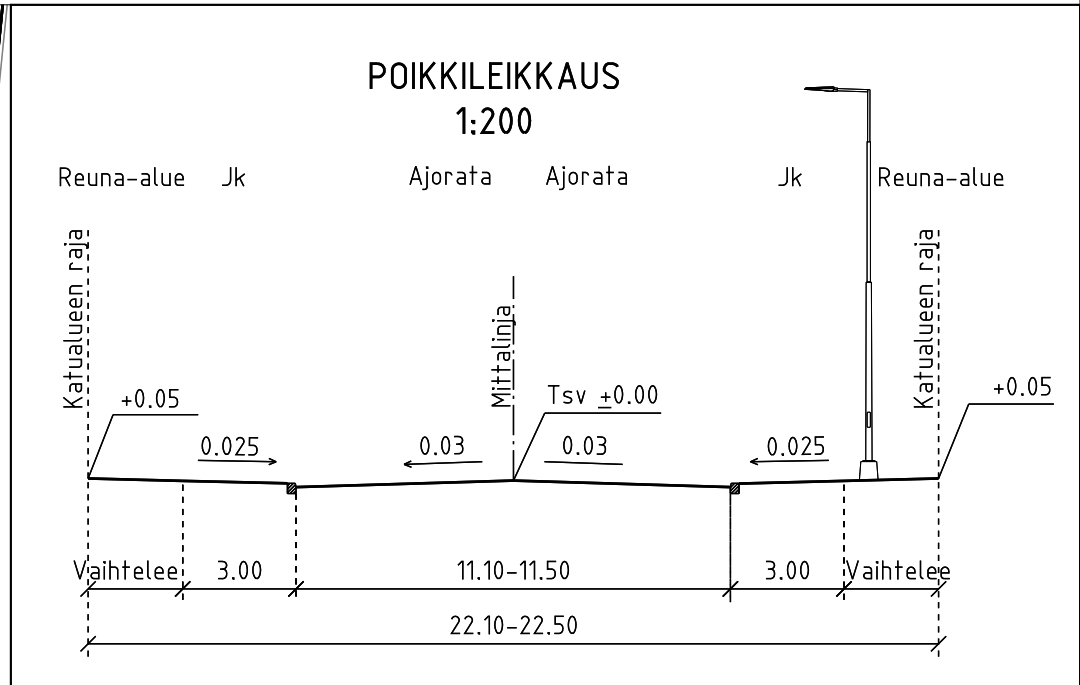 POIKKILEIKKAUS
1:200
Reuna-alue Jk Ajorata Ajorata Jk Reuna-alue
Katualueen raja
Mittalinja
Katualueen raja
+0.05
Tsv ±0.00
+0.05
0.025 0.03 0.03 0.025
Vaihtelee 3.00 11.10-11.50 3.00 Vaihtelee
22.10-22.50